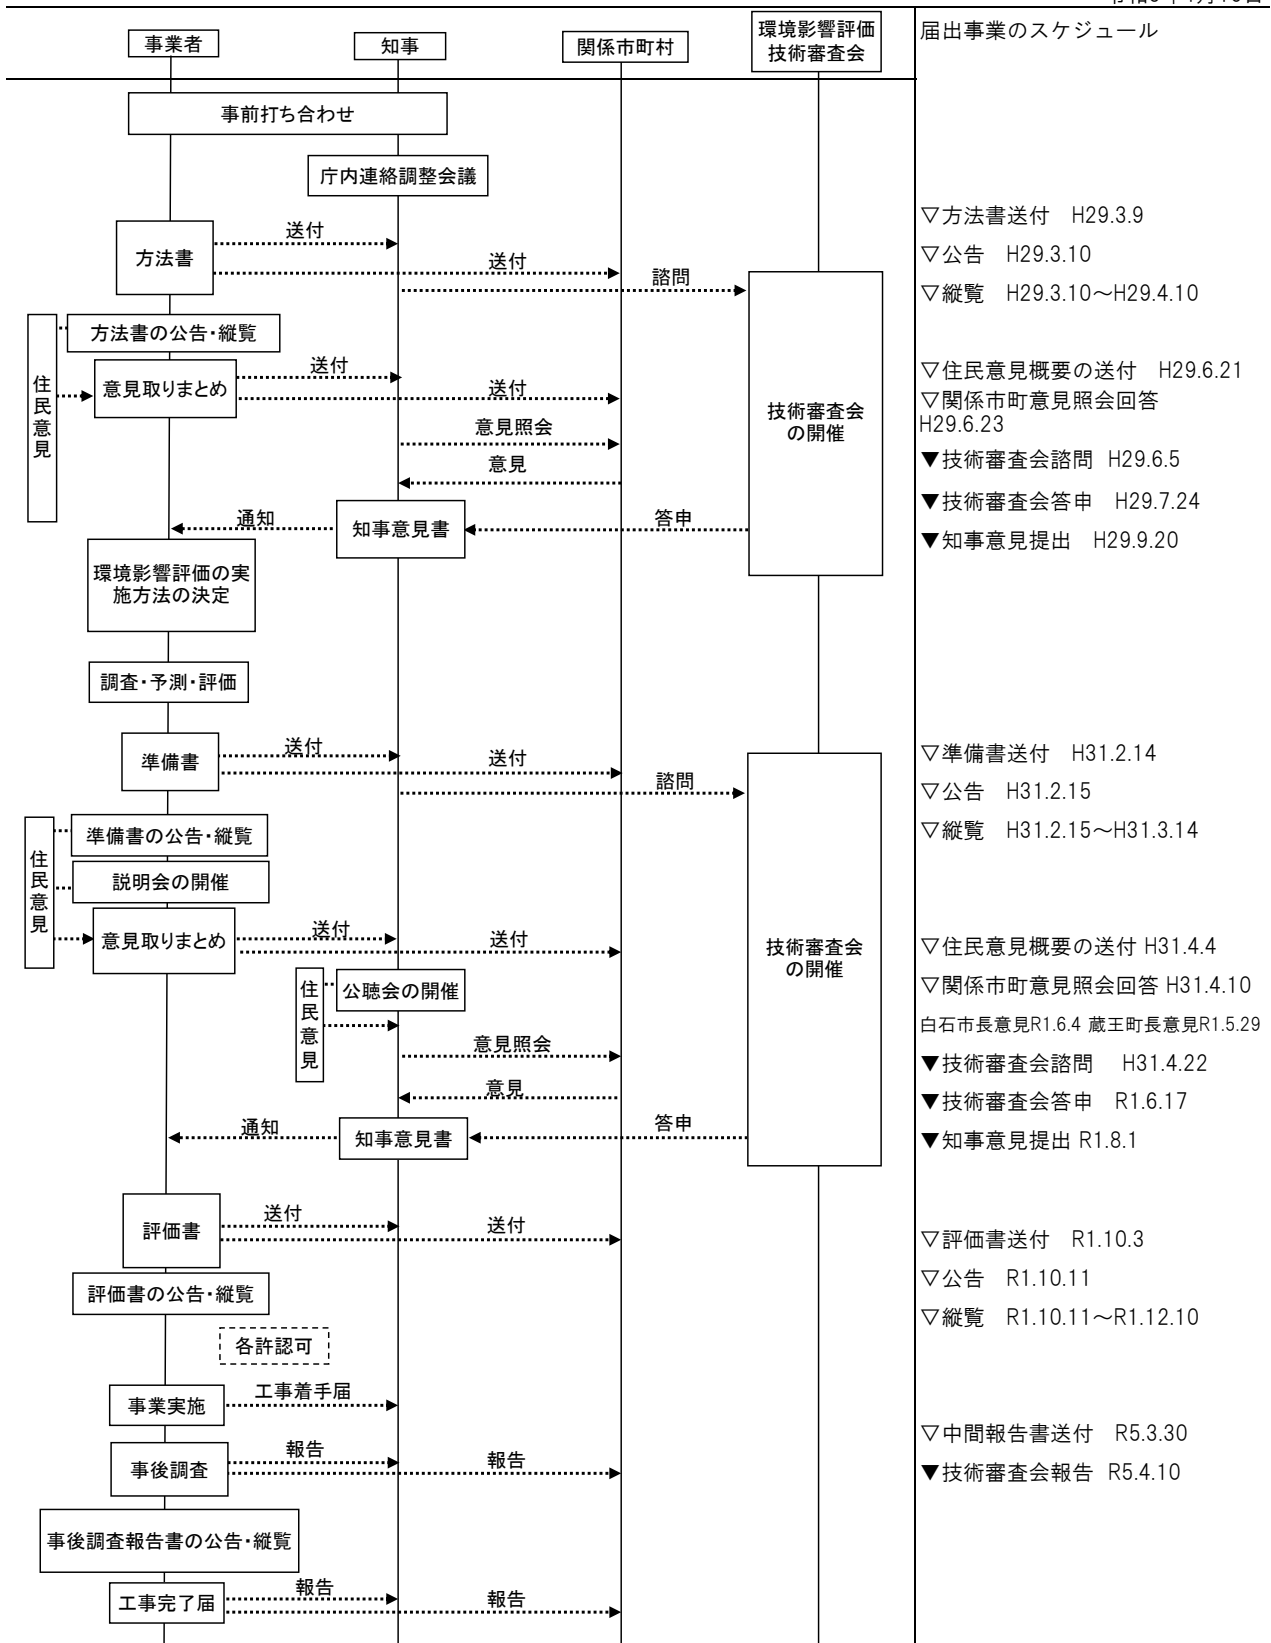 事業者
知事
関係市町村
環境影響評価
技術審査会
届出事業のスケジュール
事前打ち合わせ
庁内連絡調整会議
方法書
送付
送付
諮問
▽方法書送付　H29.3.9
▽公告　H29.3.10
▽縦覧　H29.3.10～H29.4.10
方法書の公告・縦覧
住民意見
意見取りまとめ
送付
送付
意見照会
意見
技術審査会
の開催
▽住民意見概要の送付　H29.6.21
▽関係市町意見照会回答
H29.6.23
▼技術審査会諮問 H29.6.5
▼技術審査会答申　H29.7.24
▼知事意見提出　H29.9.20
通知
知事意見書
答申
環境影響評価の実
施方法の決定
調査・予測・評価
準備書
送付
送付
諮問
▽準備書送付　H31.2.14
▽公告　H31.2.15
▽縦覧　H31.2.15～H31.3.14
準備書の公告・縦覧
住民意見
説明会の開催
意見取りまとめ
送付
送付
技術審査会
の開催
▽住民意見概要の送付 H31.4.4
▽関係市町意見照会回答 H31.4.10
白石市長意見R1.6.4 蔵王町長意見R1.5.29
▼技術審査会諮問　H31.4.22
▼技術審査会答申　R1.6.17
▼知事意見提出 R1.8.1
住民意見
公聴会の開催
意見照会
意見
通知
知事意見書
答申
評価書
送付
送付
▽評価書送付　R1.10.3
▽公告　R1.10.11
▽縦覧　R1.10.11～R1.12.10
評価書の公告・縦覧
各許認可
事業実施
工事着手届
事後調査
報告
報告
▽中間報告書送付　R5.3.30
▼技術審査会報告 R5.4.10
事後調査報告書の公告・縦覧
工事完了届
報告
報告